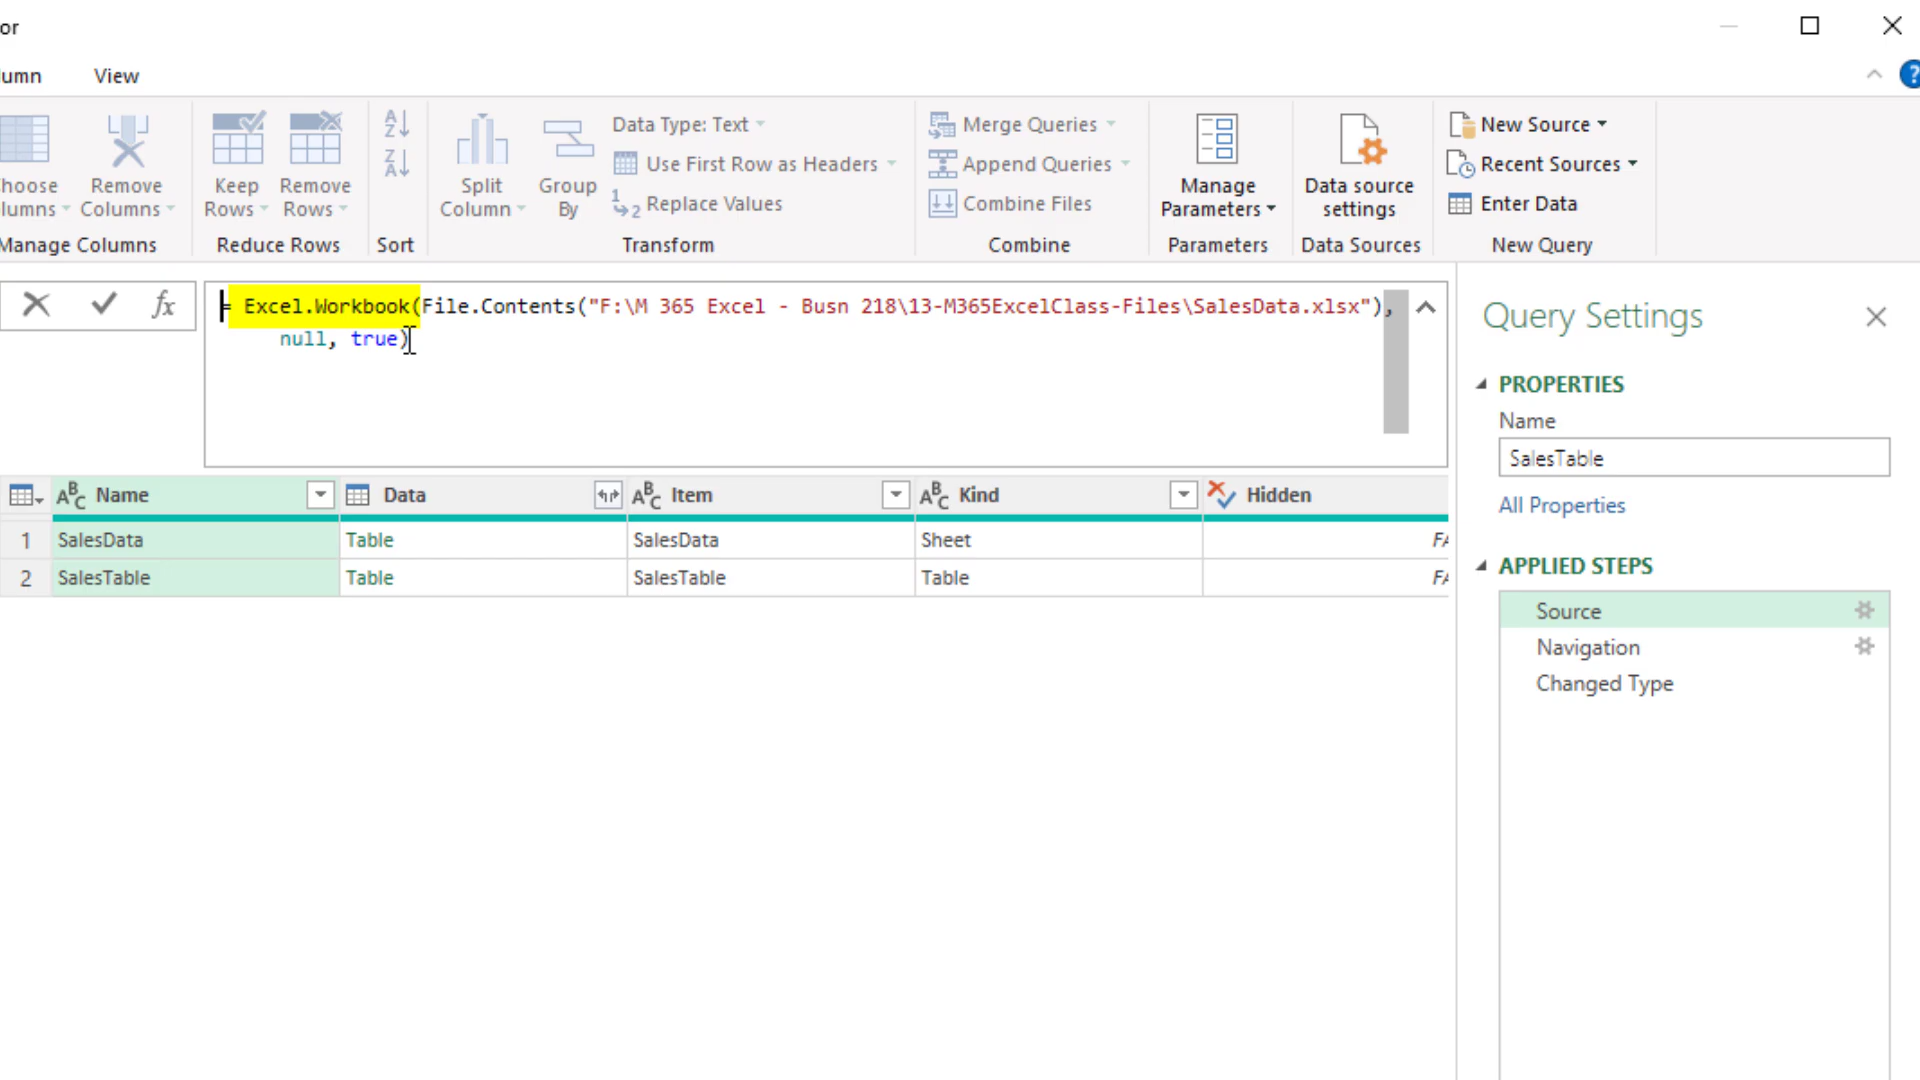 or
umn View
hoose Remove Keep Remove Split Group Data Type: Text Merge Queries Manage Data source New Source
lumns Columns Rows Rows Column By Use First Row as Headers Append Queries Parameters settings Recent Sources
Replace Values Combine Files Enter Data
Manage Columns Reduce Rows Sort Transform Combine Parameters Data Sources New Query
= Excel.Workbook(File.Contents("F:\M 365 Excel - Busn 218\13-M365ExcelClass-Files\SalesData.xlsx"),
null, true)
Name Data Item Kind Hidden
1 SalesData Table SalesData Sheet FA
2 SalesTable Table SalesTable Table FA
Query Settings
PROPERTIES
Name
SalesTable
All Properties
APPLIED STEPS
Source
Navigation
Changed Type